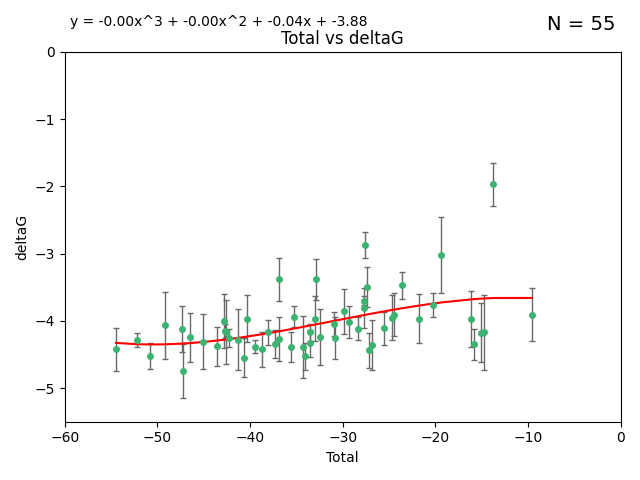 y = -0.00x^3 + -0.00x^2 + -0.04x + -3.88
N = 55
Total vs deltaG
0
−1
−2
−3
−4
−5
deltaG
−60 −50 −40 −30 −20 −10 0
Total